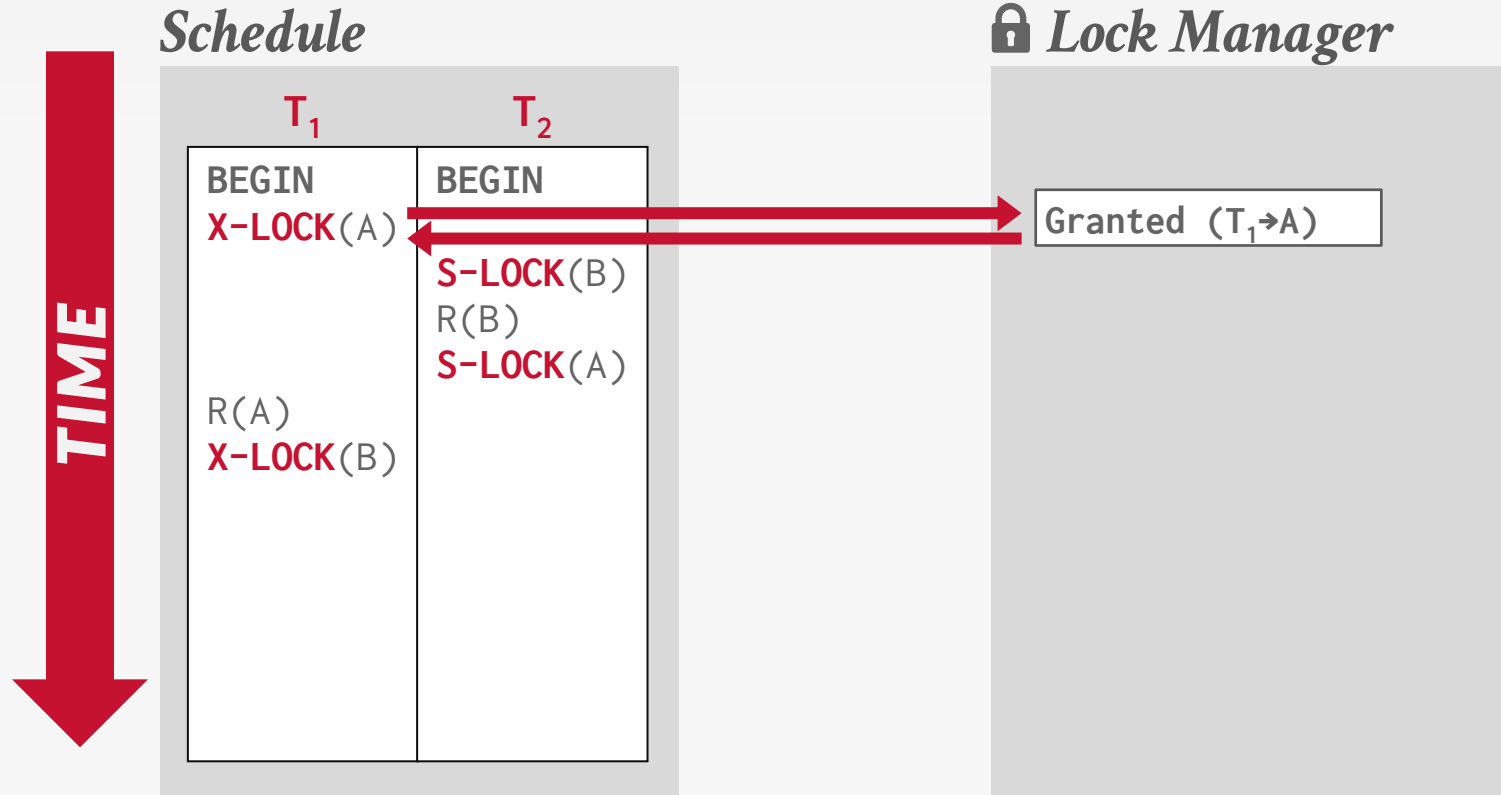 Schedule
Lock Manager
TIME
T₁ T₂
BEGIN BEGIN
X-LOCK(A)
Granted (T₁→A)
S-LOCK(B)
R(B)
S-LOCK(A)
R(A)
X-LOCK(B)